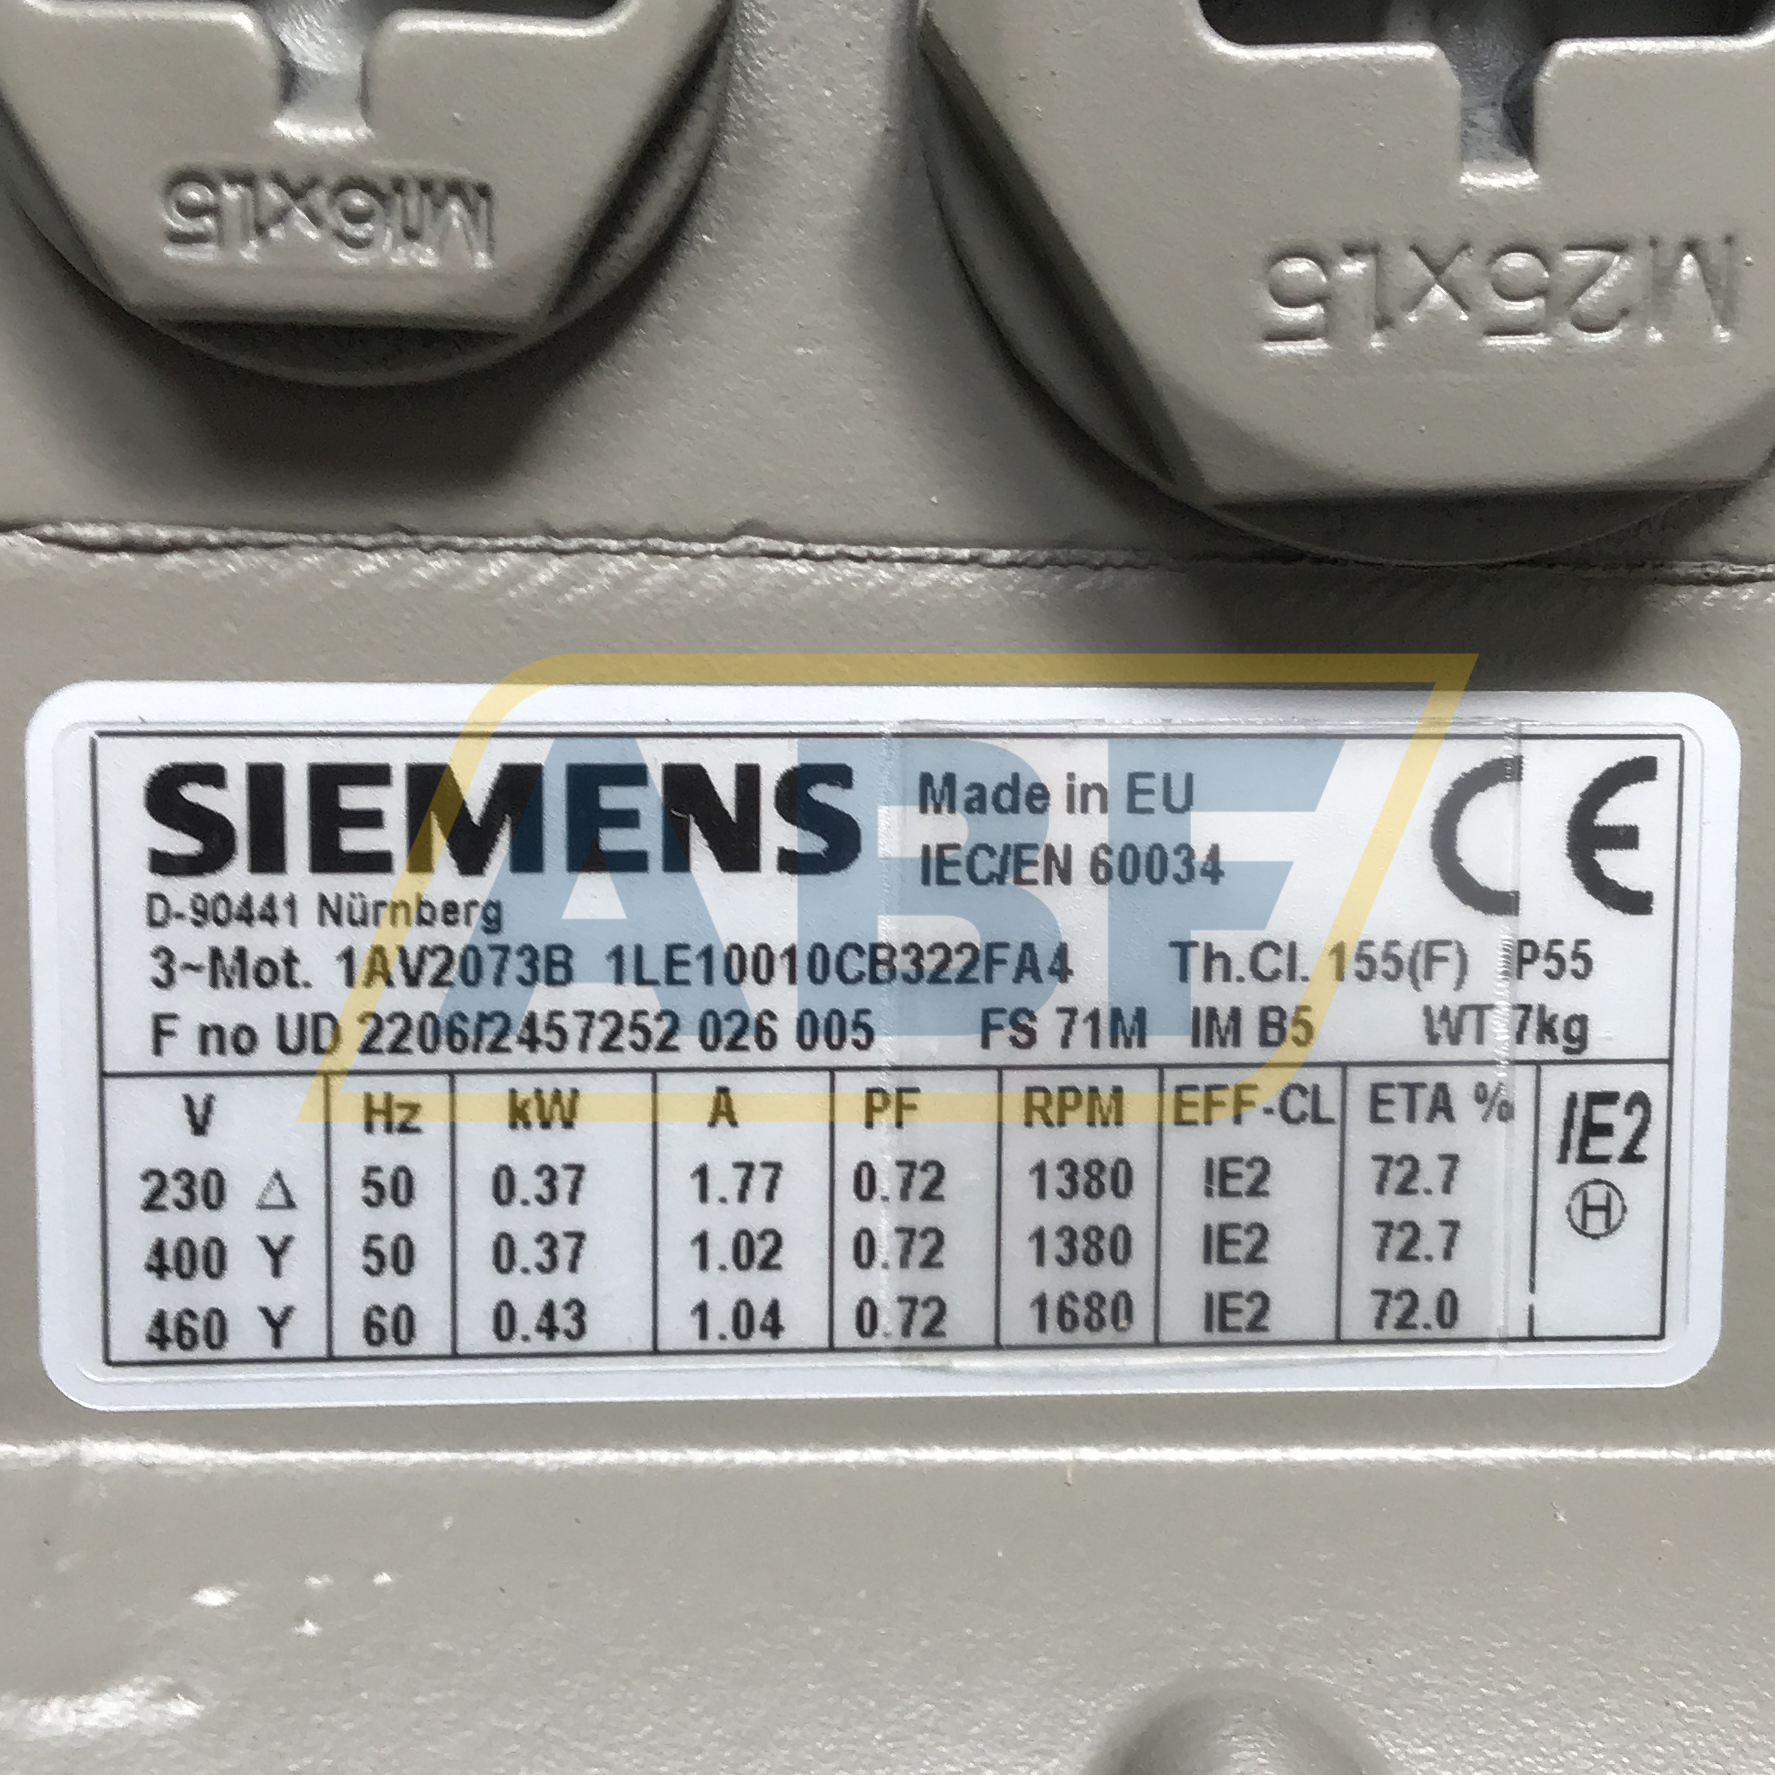 M16x1.5
M25x1.5
SIEMENS
Made in EU
IEC/EN 60034
CE
D-90441 Nürnberg
3~Mot. 1AV2073B 1LE10010CB322FA4 Th.Cl. 155(F) IP55
F no UD 2206/2457252 026 005 FS 71M IM B5 WT 7kg
V Hz kW A PF RPM EFF-CL ETA % IE2
230 Δ 50 0.37 1.77 0.72 1380 IE2 72.7 H
400 Y 50 0.37 1.02 0.72 1380 IE2 72.7
460 Y 60 0.43 1.04 0.72 1680 IE2 72.0
ABF